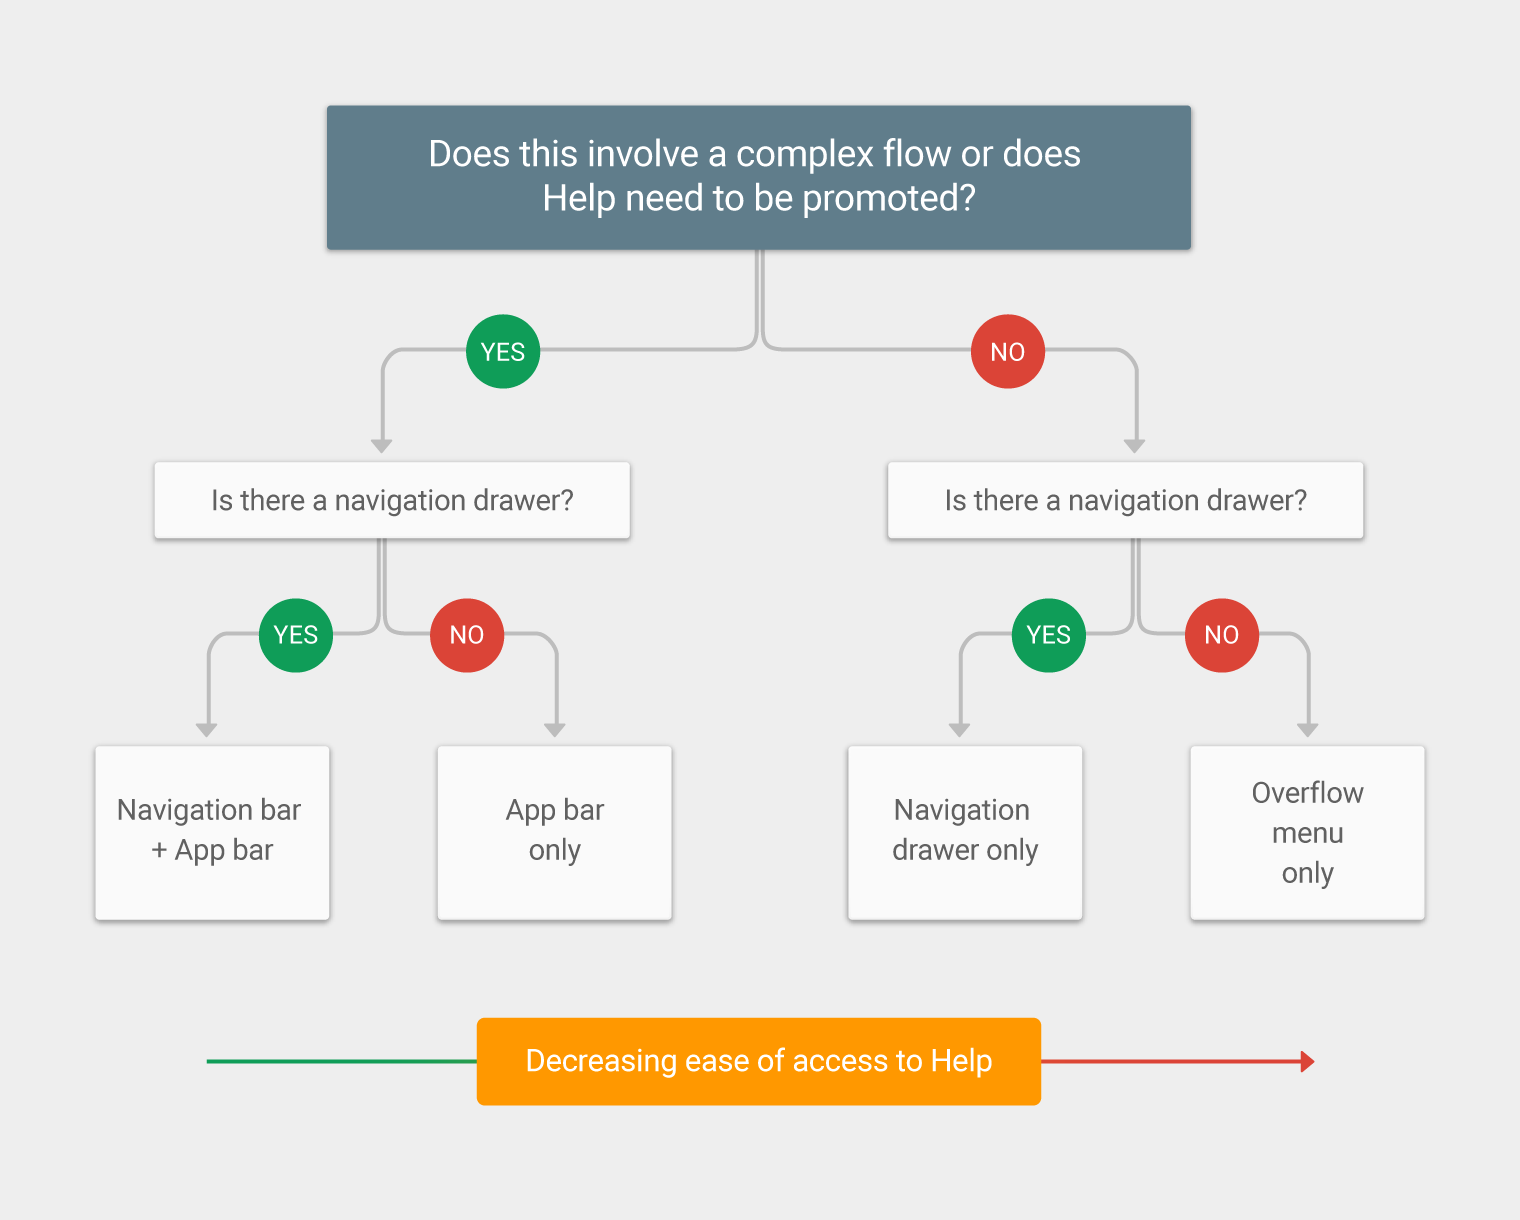 Does this involve a complex flow or does
Help need to be promoted?
YES
NO
Is there a navigation drawer?
Is there a navigation drawer?
YES
NO
YES
NO
Navigation bar
+ App bar
App bar
only
Navigation
drawer only
Overflow
menu
only
Decreasing ease of access to Help